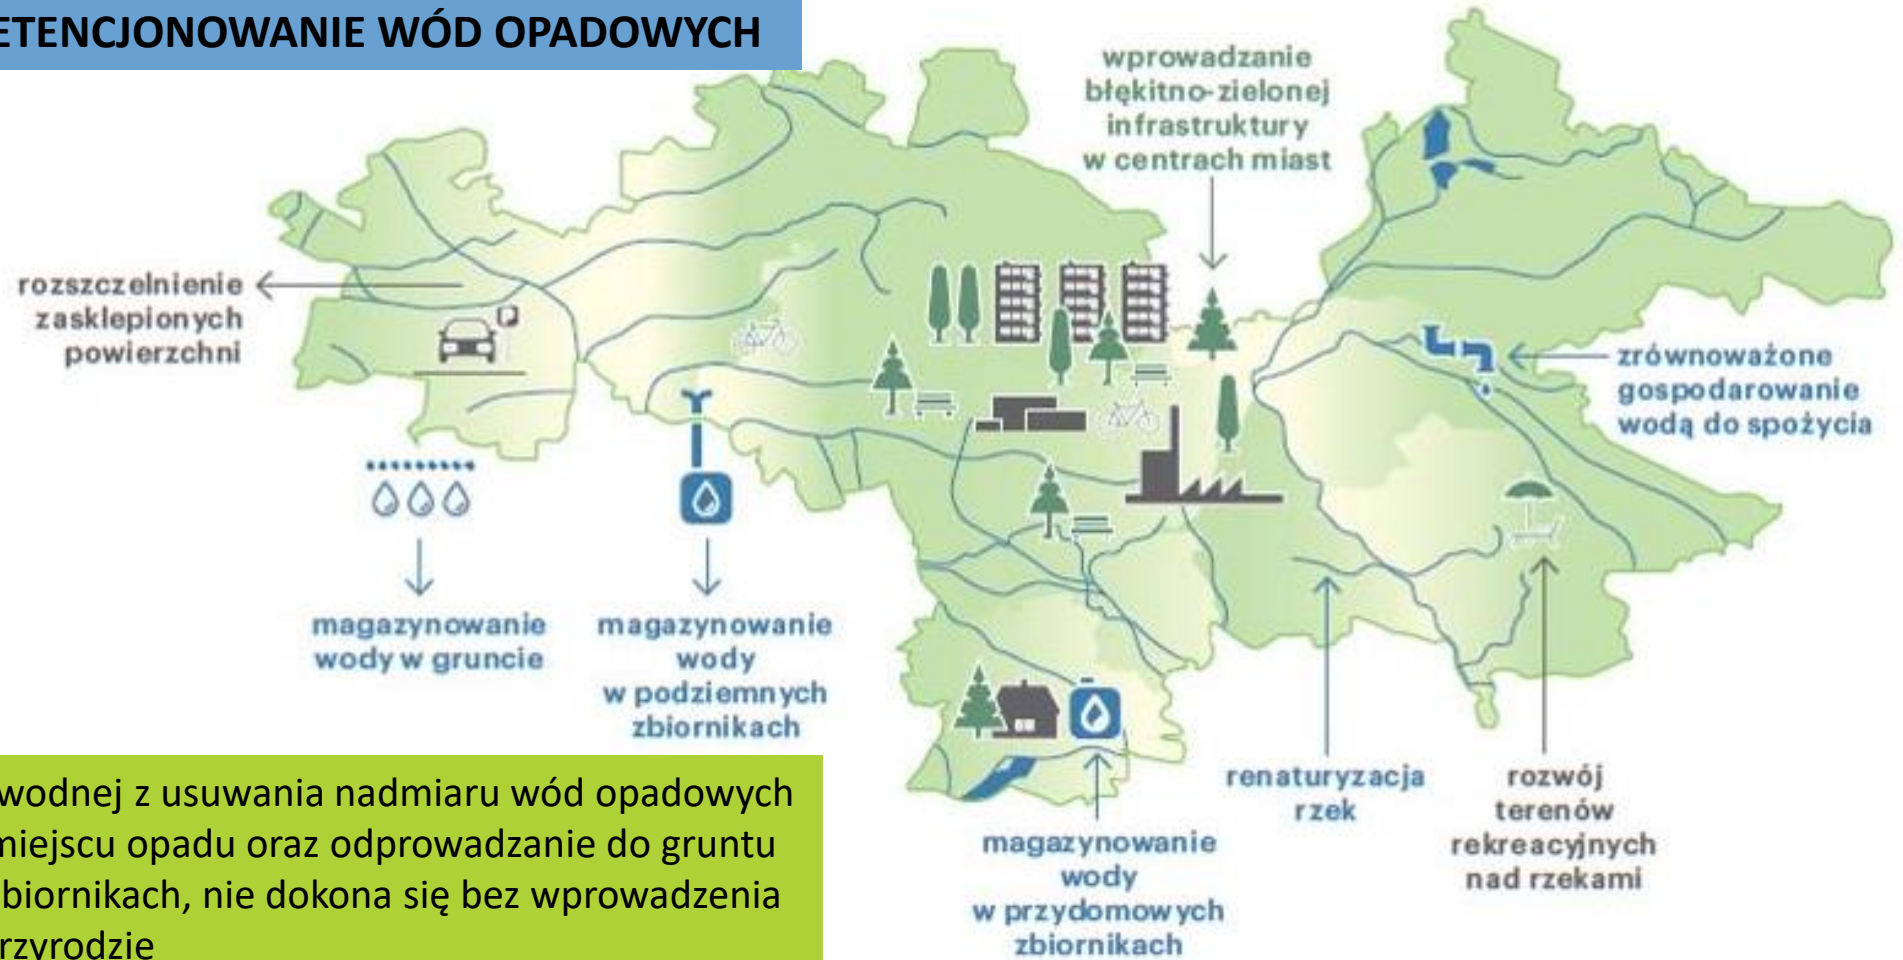 ETENCJONOWANIE WÓD OPADOWYCH
wprowadzanie
błękitno-zielonej
infrastruktury
w centrach miast
rozszczelnienie
zasklepionych
powierzchni
zrównoważone
gospodarowanie
wodą do spożycia
magazynowanie
wody w gruncie
magazynowanie
wody
w podziemnych
zbiornikach
renaturyzacja
rzek
rozwój
terenów
rekreacyjnych
nad rzekami
magazynowanie
wody
w przydomowych
zbiornikach
wodnej z usuwania nadmiaru wód opadowych
miejscu opadu oraz odprowadzanie do gruntu
biornikach, nie dokona się bez wprowadzenia
rzyrodzie